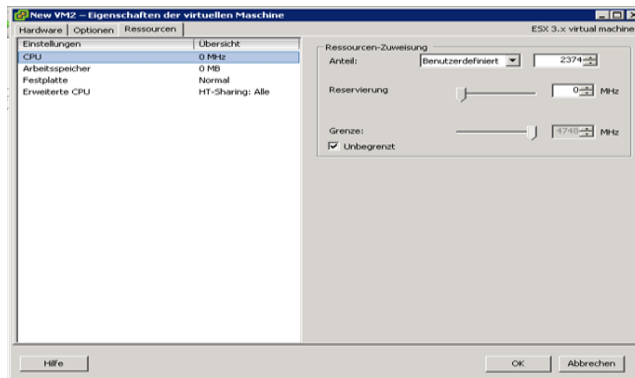 New VM2 – Eigenschaften der virtuellen Maschine
Hardware Optionen Ressourcen ESX 3.x virtual machine
Einstellungen Übersicht
CPU 0 MHz
Arbeitsspeicher 0 MB
Festplatte Normal
Erweiterte CPU HT-Sharing: Alle
Ressourcen-Zuweisung
Anteil: Benutzerdefiniert 2374
Reservierung 0 MHz
Grenze: 4748 MHz
Unbegrenzt
Hilfe OK Abbrechen